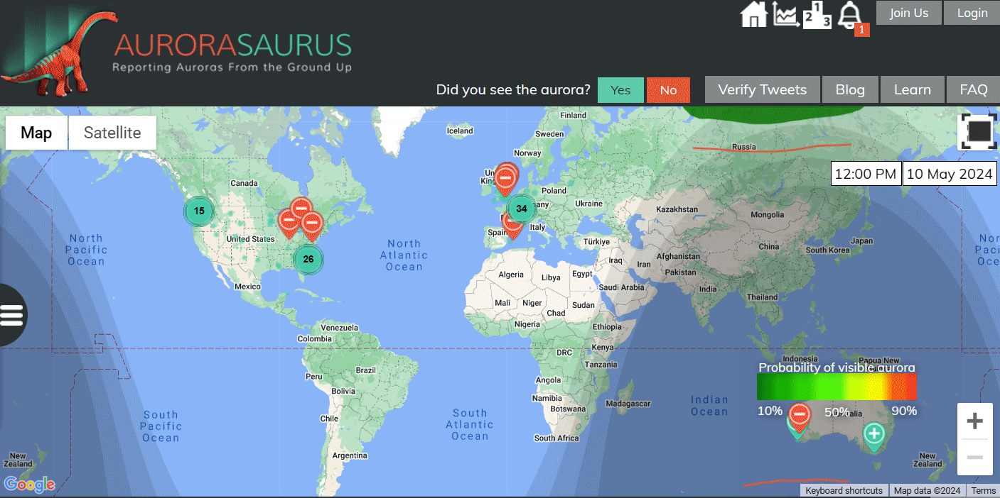 1
2
3
1
Join Us
Login
AURORASAURUS
Reporting Auroras From the Ground Up
Did you see the aurora?
Yes
No
Verify Tweets
Blog
Learn
FAQ
Map
Satellite
Finland
Iceland
Sweden
Norway
Russia
12:00 PM
10 May 2024
Canada
Un
King
Poland
any
Ukraine
Kazakhstan
Mongolia
15
34
Italy
Spain
Türkiye
United States
North
Pacific
Ocean
North
Atlantic
Ocean
26
China
South Korea
Japan
Nor
Paci
Oce
Afghanistan
Iraq
Iran
Pakistan
Algeria
Libya
Egypt
Saudi Arabia
India
Mexico
Mali
Niger
Chad
Sudan
Thailand
Nigeria
Ethiopia
Venezuela
Colombia
DRC
Kenya
Tanzania
Indonesia
Papua New
Probability of visible aurora
10%
50%
90%
Peru
Brazil
Bolivia
Angola
Namibia
Botswana
Madagascar
Indian
Ocean
alia
Chile
South
Pacific
Ocean
South
Atlantic
Ocean
South Africa
Argentina
New
Zealand
New
Zealand
Google
Keyboard shortcuts
Map data ©2024
Terms